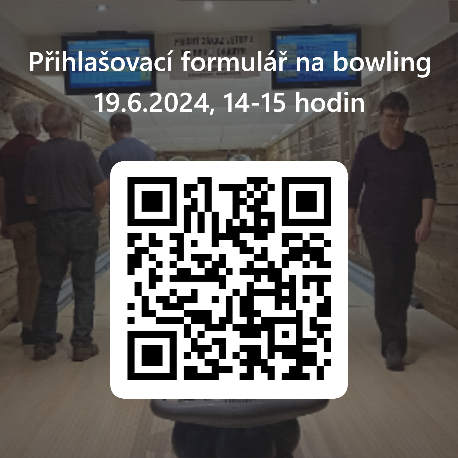 Přihlašovací formulář na bowling
19.6.2024, 14-15 hodin